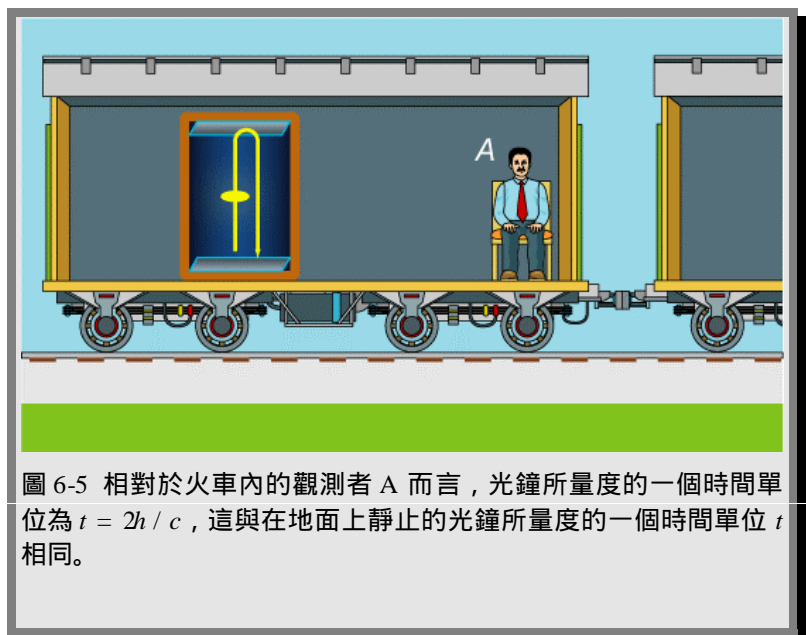 A
圖 6-5 相對於火車內的觀測者 A 而言，光鐘所量度的一個時間單
位為 t = 2h / c，這與在地面上靜止的光鐘所量度的一個時間單位 t
相同。